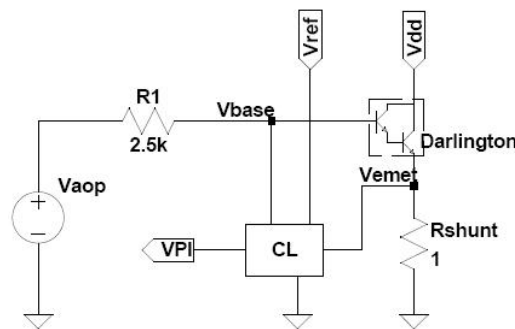 Vref
Vdd
R1
2.5k
Vbase
Darlington
Vemet
Vaop
+
−
VPI
CL
Rshunt
1